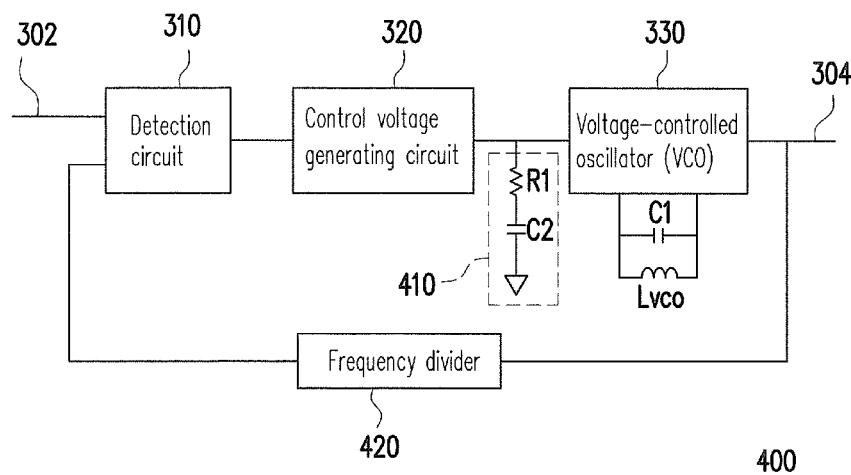 302
310
320
330
304
Detection
circuit
Control voltage
generating circuit
Voltage-controlled
oscillator (VCO)
R1
C2
410
C1
Lvco
Frequency divider
420
400